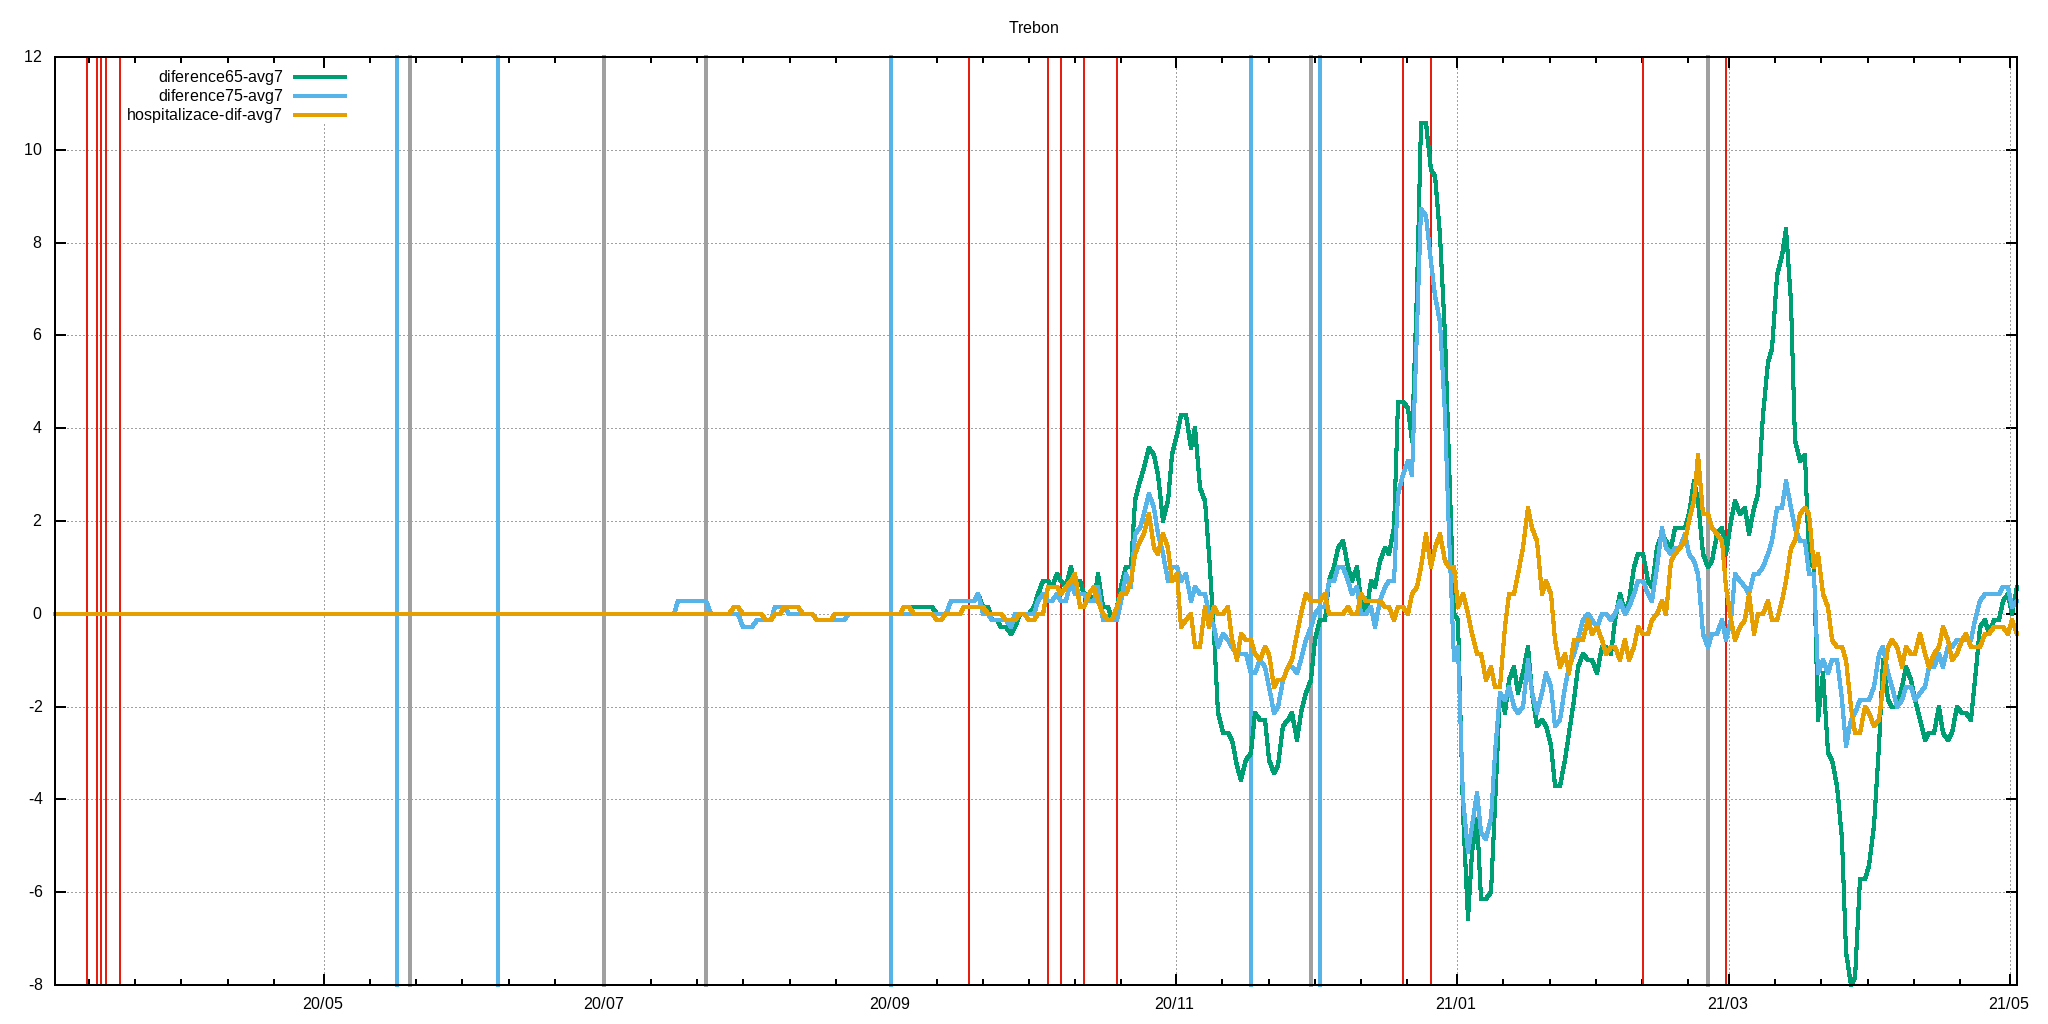 Trebon
12
diference65-avg7
diference75-avg7
hospitalizace-dif-avg7
10
8
6
4
2
0
-2
-4
-6
-8
20/05 20/07 20/09 20/11 21/01 21/03 21/05